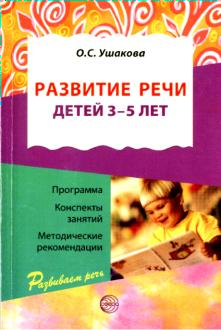 О.С. Ушакова
РАЗВИТИЕ РЕЧИ
ДЕТЕЙ 3–5 ЛЕТ
Программа
Конспекты
занятий
Методические
рекомендации
Развиваем речь